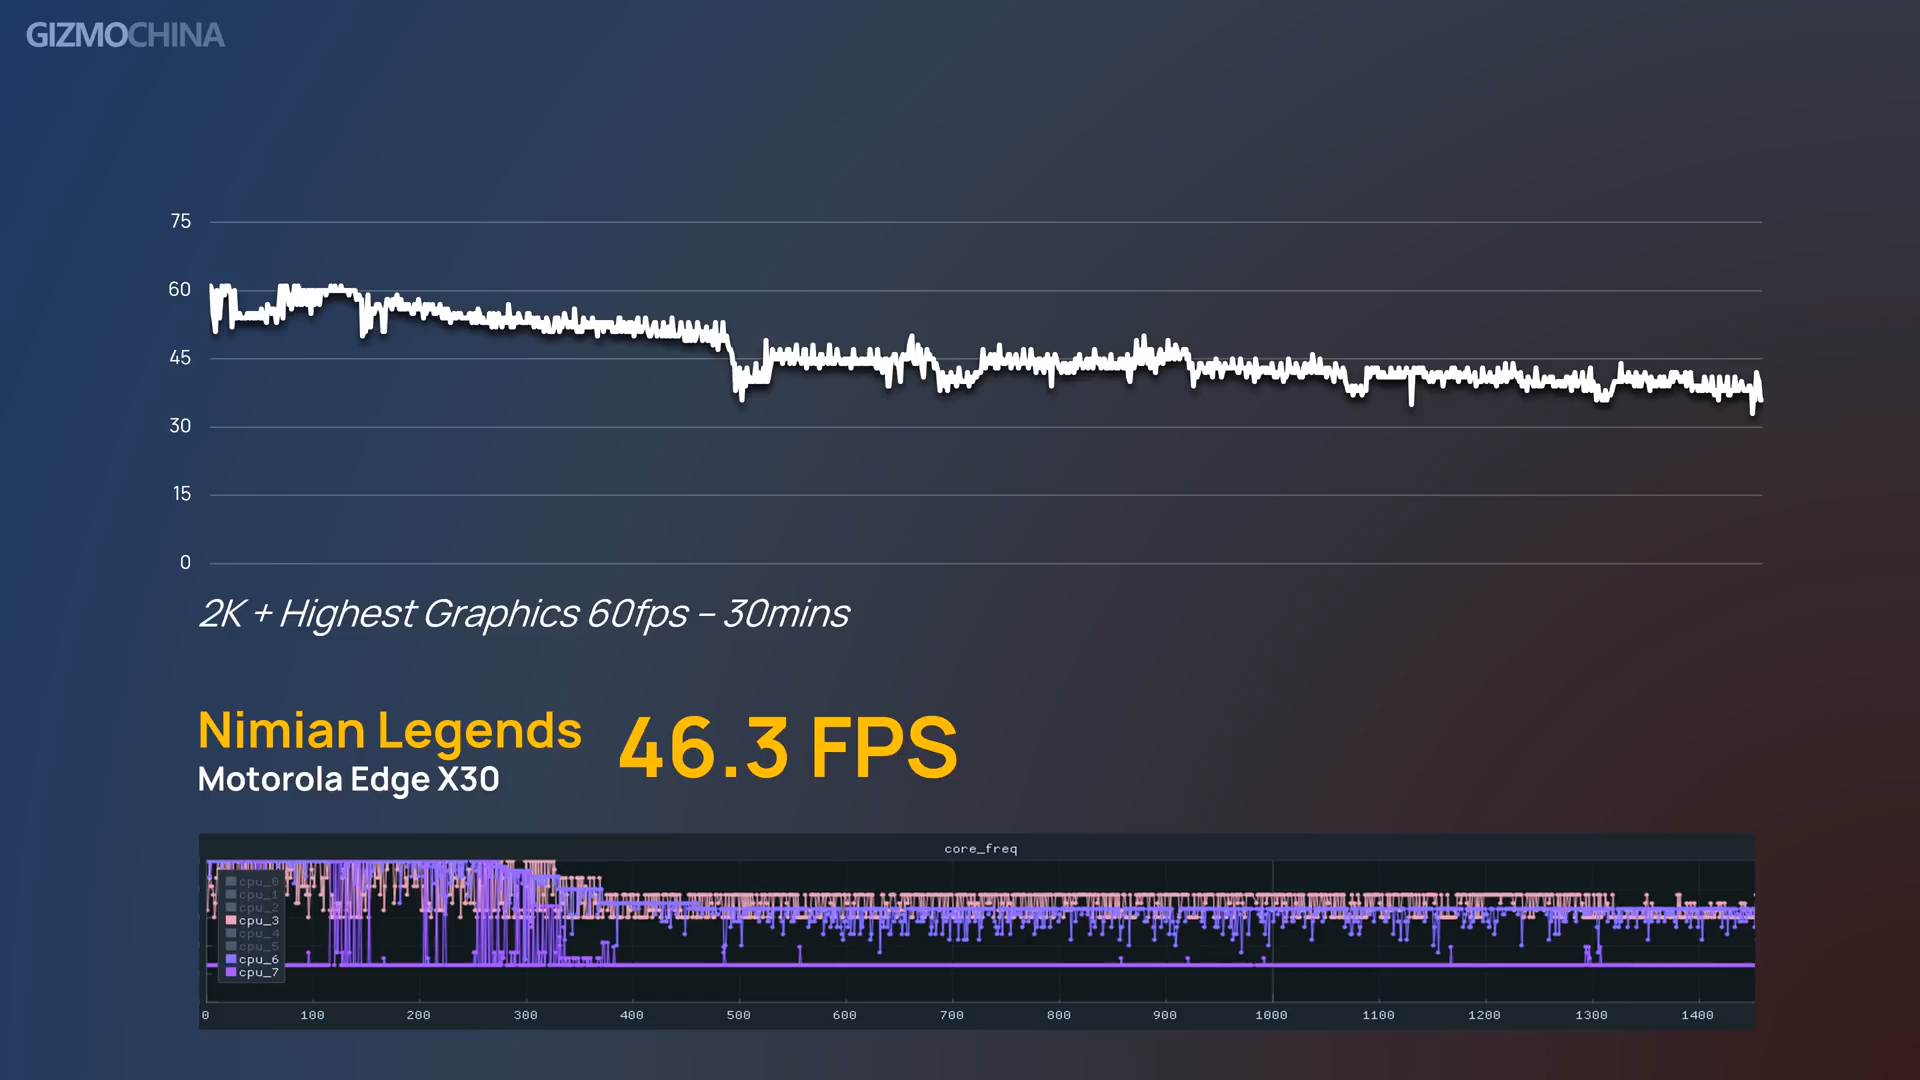 GIZMOCHINA
75
60
45
30
15
0
2K + Highest Graphics 60fps – 30mins
Nimian Legends
46.3 FPS
Motorola Edge X30
core_freq
cpu_0
cpu_1
cpu_2
cpu_3
cpu_4
cpu_5
cpu_6
cpu_7
0 100 200 300 400 500 600 700 800 900 1000 1100 1200 1300 1400